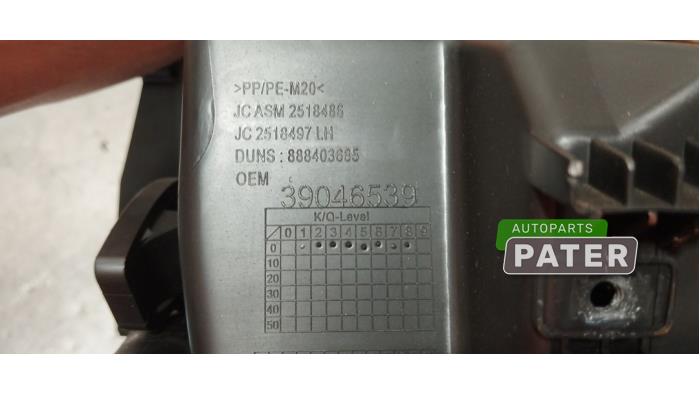 >PP/PE-M20<
JC ASM 2518486
JC 2518497 LH
DUNS : 888403685
OEM
39046539
K/Q-Level
0 1 2 3 4 5 6 7 8 9
0
10
20
30
40
50
AUTOPARTS
PATER